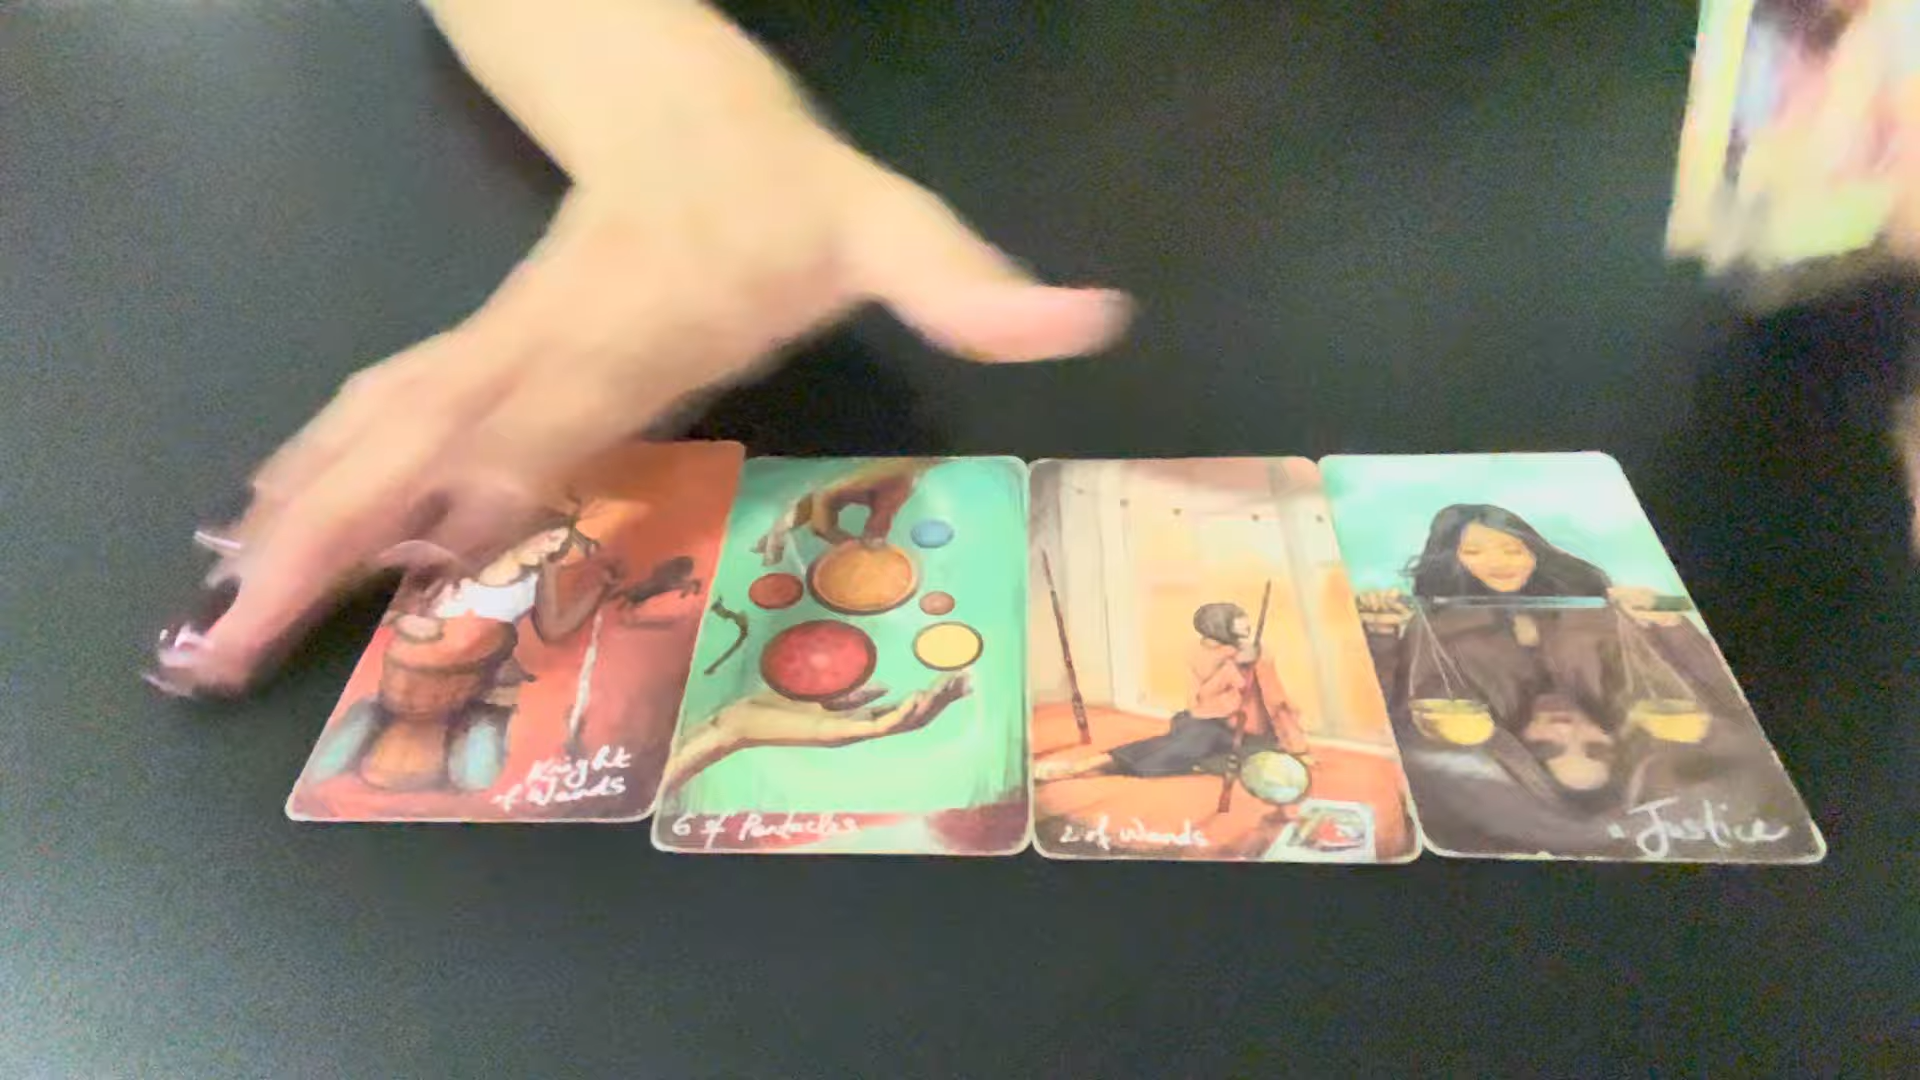 Knight
of Wands
6 of Pentacles
2 of Wands
Justice